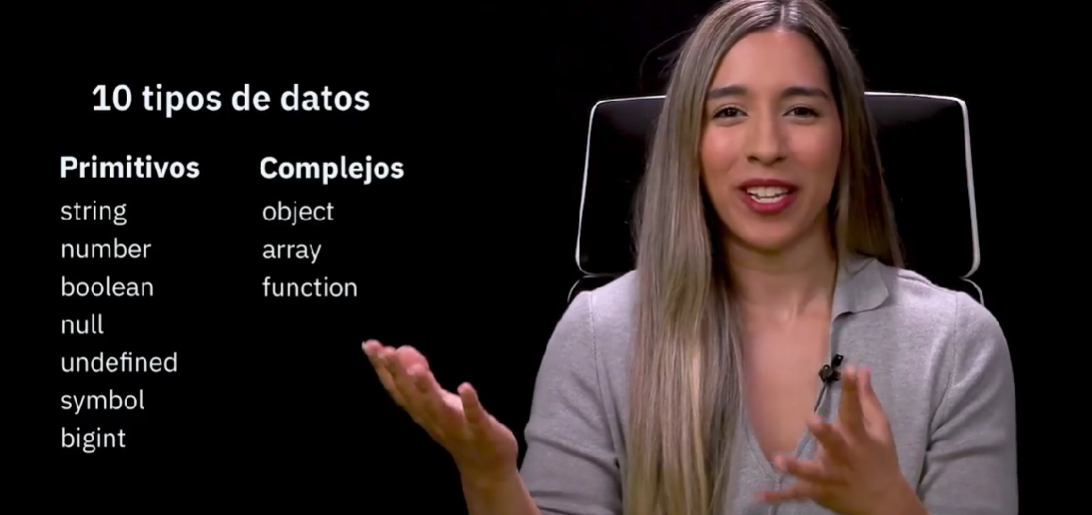 10 tipos de datos
Primitivos
string
number
boolean
null
undefined
symbol
bigint
Complejos
object
array
function